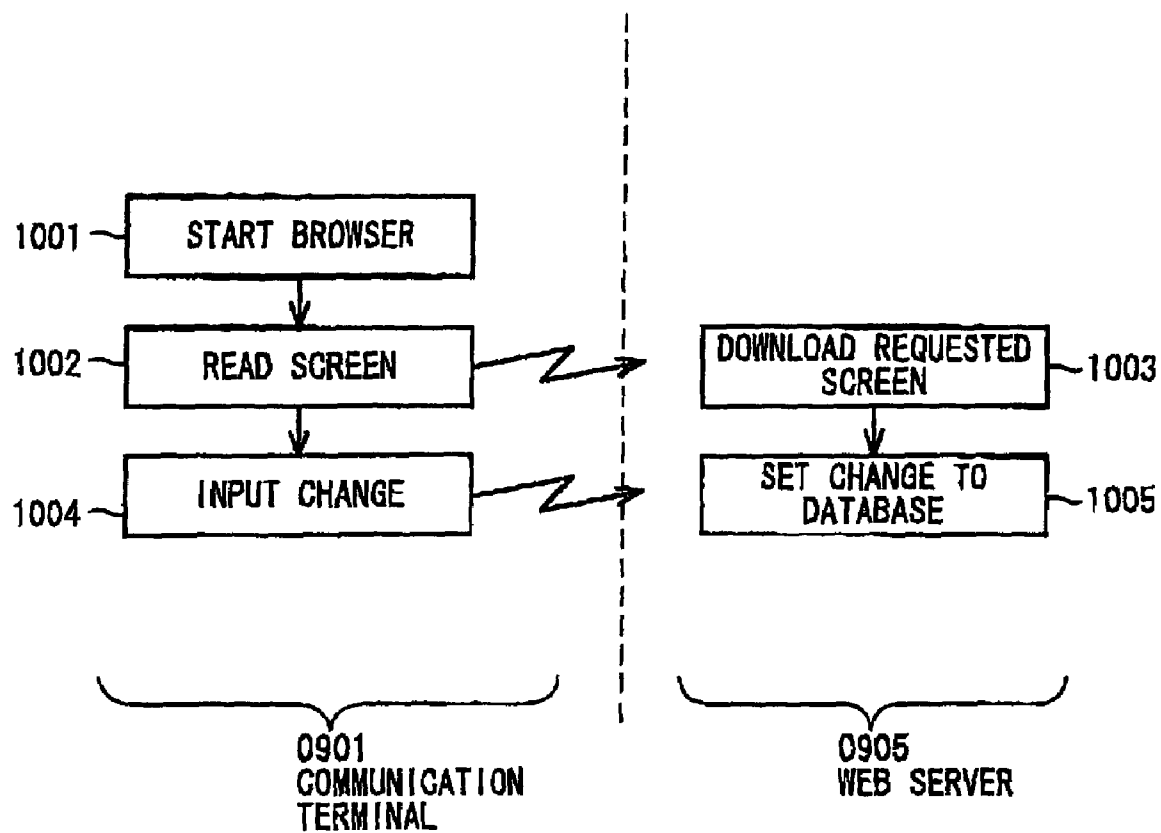 1001
START BROWSER
1002
READ SCREEN
DOWNLOAD REQUESTED
SCREEN
1003
1004
INPUT CHANGE
SET CHANGE TO
DATABASE
1005
0901
COMMUNICATION
TERMINAL
0905
WEB SERVER